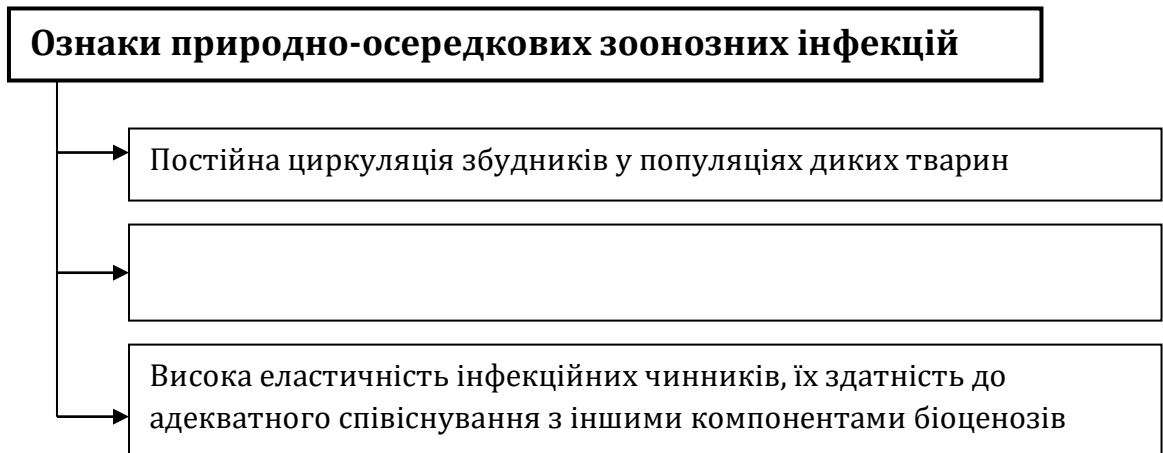 Ознаки природно-осередкових зоонозних інфекцій
Постійна циркуляція збудників у популяціях диких тварин
Висока еластичність інфекційних чинників, їх здатність до
адекватного співіснування з іншими компонентами біоценозів